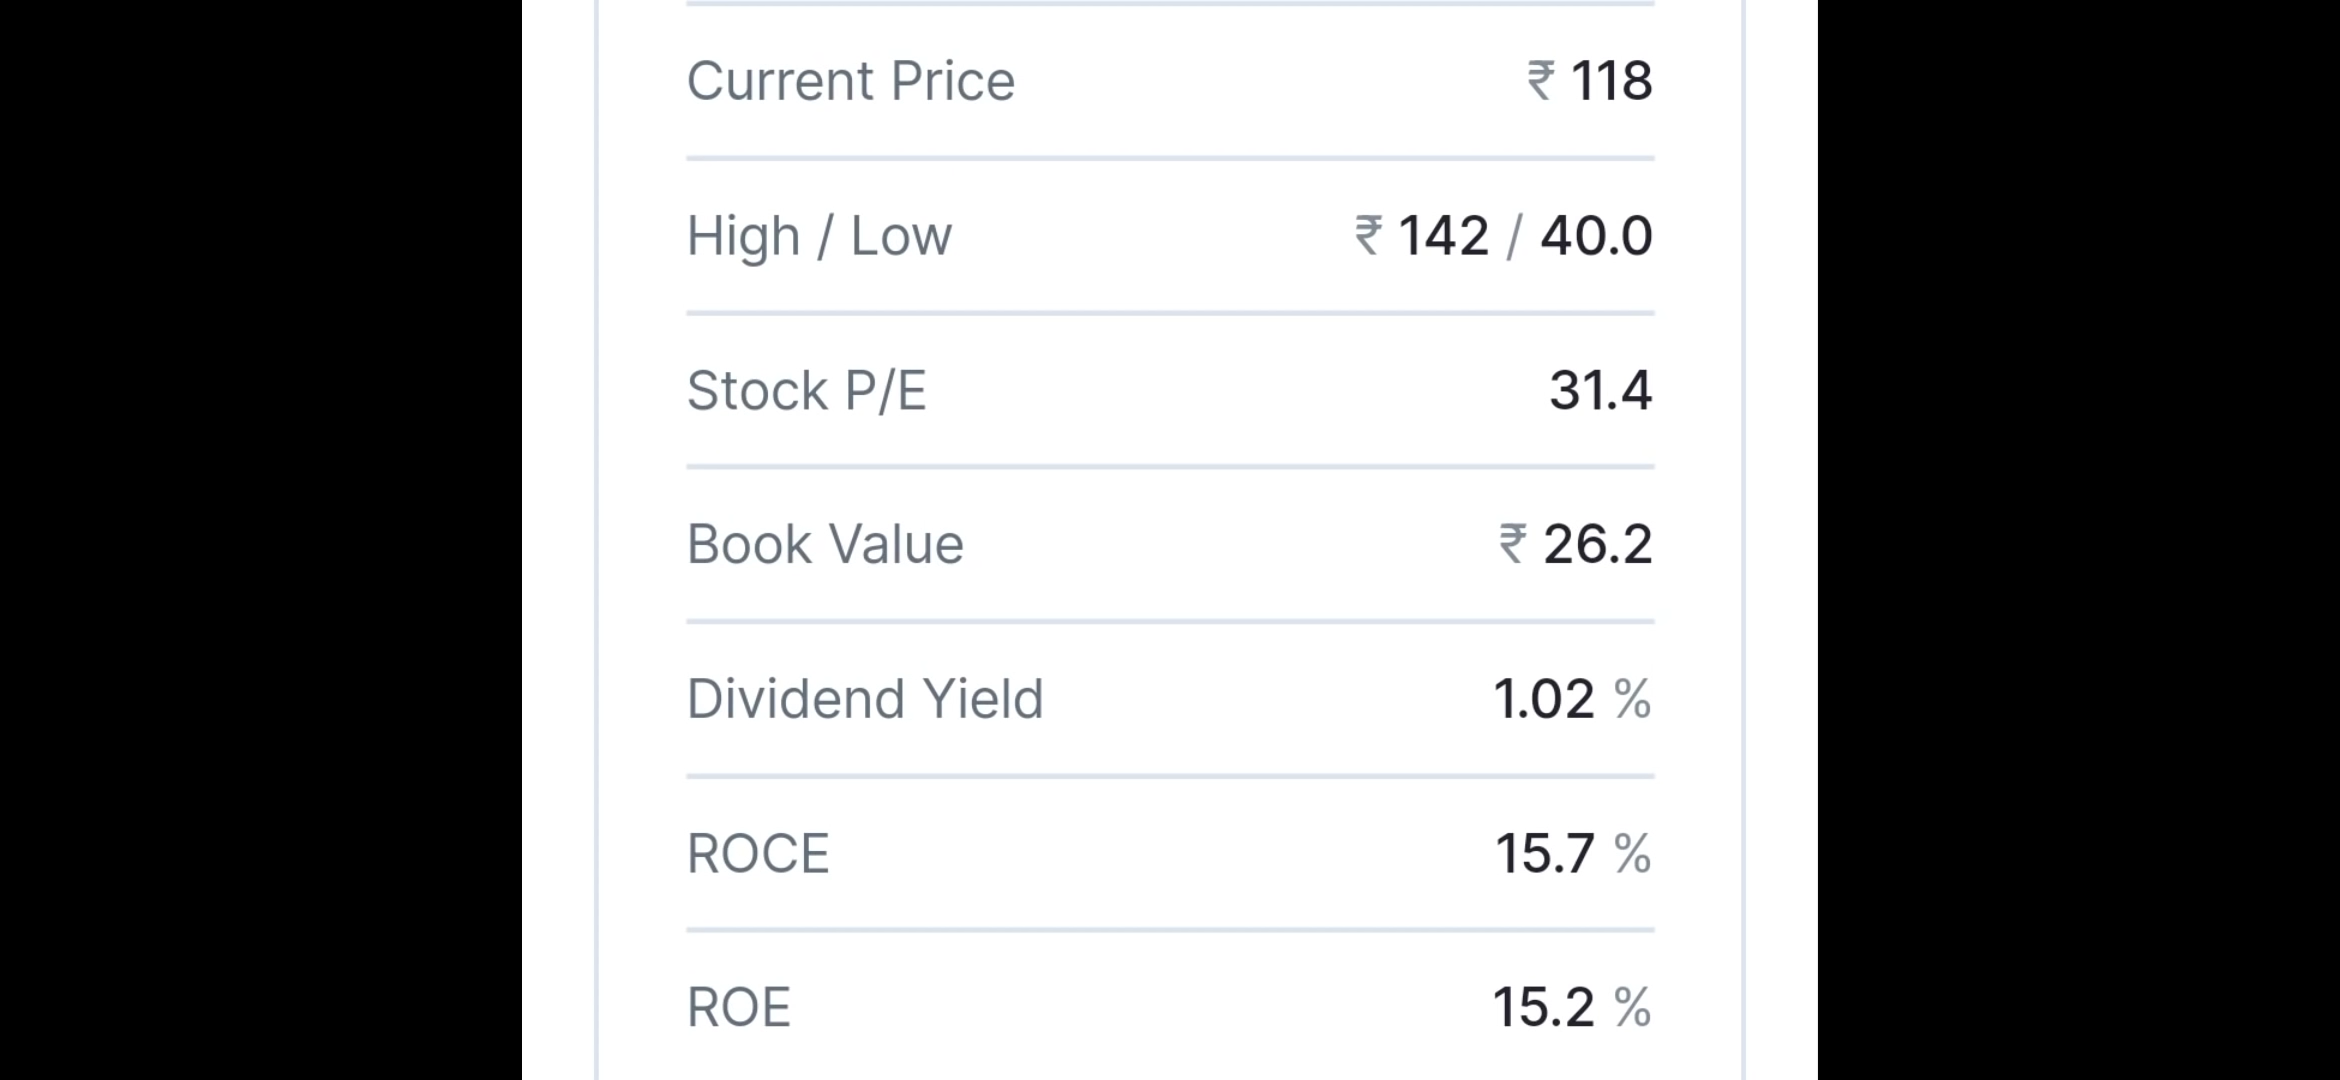 Current Price ₹ 118
High / Low ₹ 142 / 40.0
Stock P/E 31.4
Book Value ₹ 26.2
Dividend Yield 1.02 %
ROCE 15.7 %
ROE 15.2 %